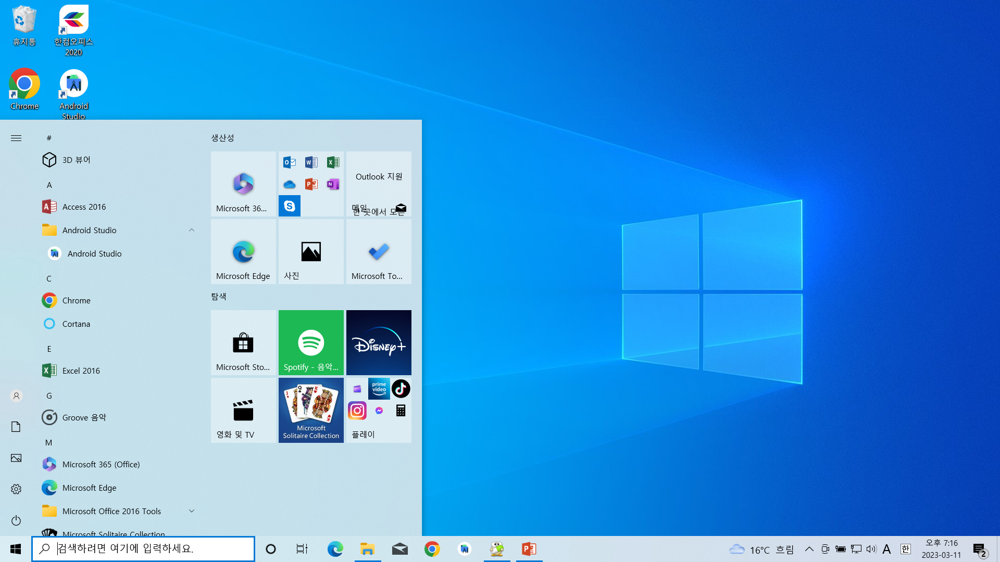 휴지통
한컴오피스
2020
Chrome
Android
Studio
#
3D 뷰어
A
Access 2016
Android Studio
Android Studio
C
Chrome
Cortana
E
Excel 2016
G
Groove 음악
M
Microsoft 365 (Office)
Microsoft Edge
Microsoft Office 2016 Tools
Microsoft Solitaire Collection
생산성
Microsoft 36...
Outlook 지원
한 곳에서 모든
메일
Microsoft Edge
사진
Microsoft To...
탐색
Microsoft Sto...
Spotify - 음악...
Disney+
영화 및 TV
Microsoft
Solitaire Collection
prime
video
플레이
검색하려면 여기에 입력하세요.
16°C 흐림
A
한
오후 7:16
2023-03-11
2